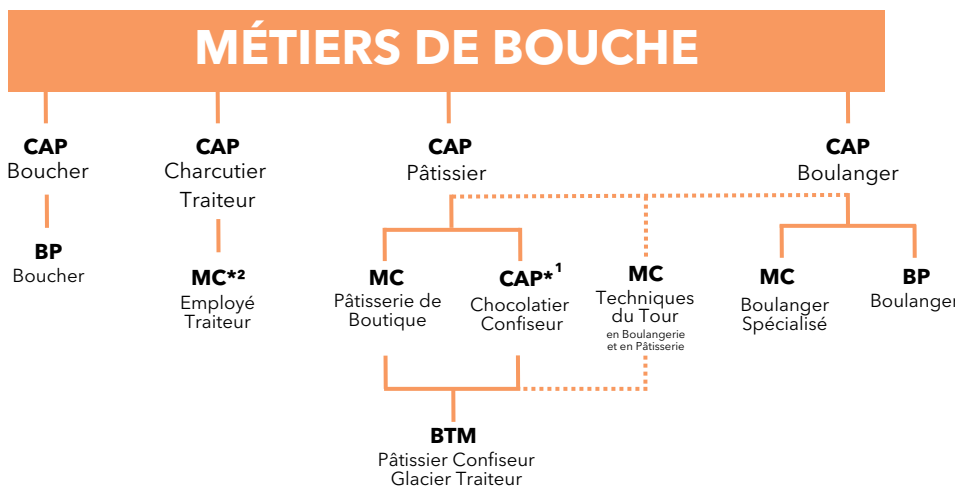 MÉTIERS DE BOUCHE
CAP
Boucher
CAP
Charcutier
Traiteur
CAP
Pâtissier
CAP
Boulanger
BP
Boucher
MC*²
Employé
Traiteur
MC
Pâtisserie de
Boutique
CAP*¹
Chocolatier
Confiseur
MC
Techniques
du Tour
en Boulangerie
et en Pâtisserie
MC
Boulanger
Spécialisé
BP
Boulanger
BTM
Pâtissier Confiseur
Glacier Traiteur